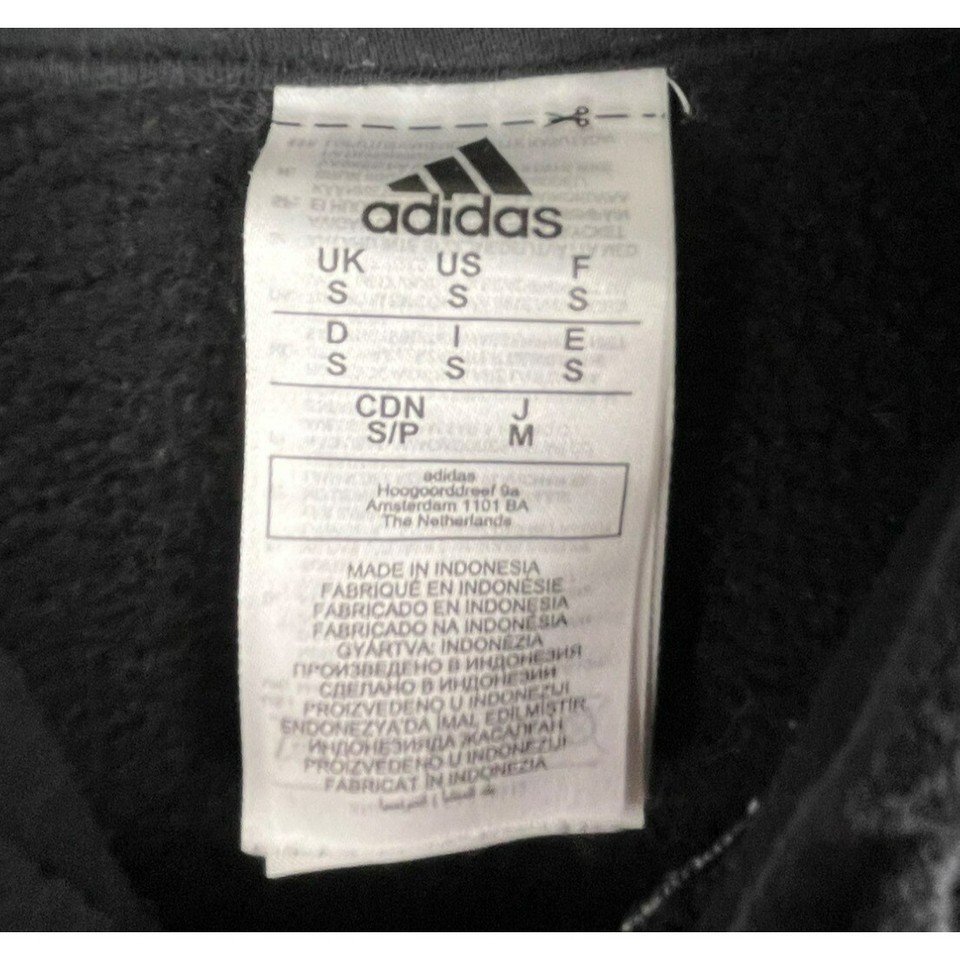 adidas
UK US F
S S S
D I E
S S S
CDN J
S/P M
adidas
Hoogoorddreef 9a
Amsterdam 1101 BA
The Netherlands
MADE IN INDONESIA
FABRIQUÉ EN INDONÉSIE
FABRICADO EN INDONESIA
FABRICADO NA INDONÉSIA
GYÁRTVA: INDONÉZIA
ПРОИЗВЕДЕНО В ИНДОНЕЗИЯ
СДЕЛАНО В ИНДОНЕЗИИ
PROIZVEDENO U INDONEZIJI
ENDONEZYA'DA İMAL EDİLMİŞTİR
ИНДОНЕЗИЯДА ЖАСАЛҒАН
PROIZVEDENO U INDONEZIJI
FABRICAT ÎN INDONEZIA